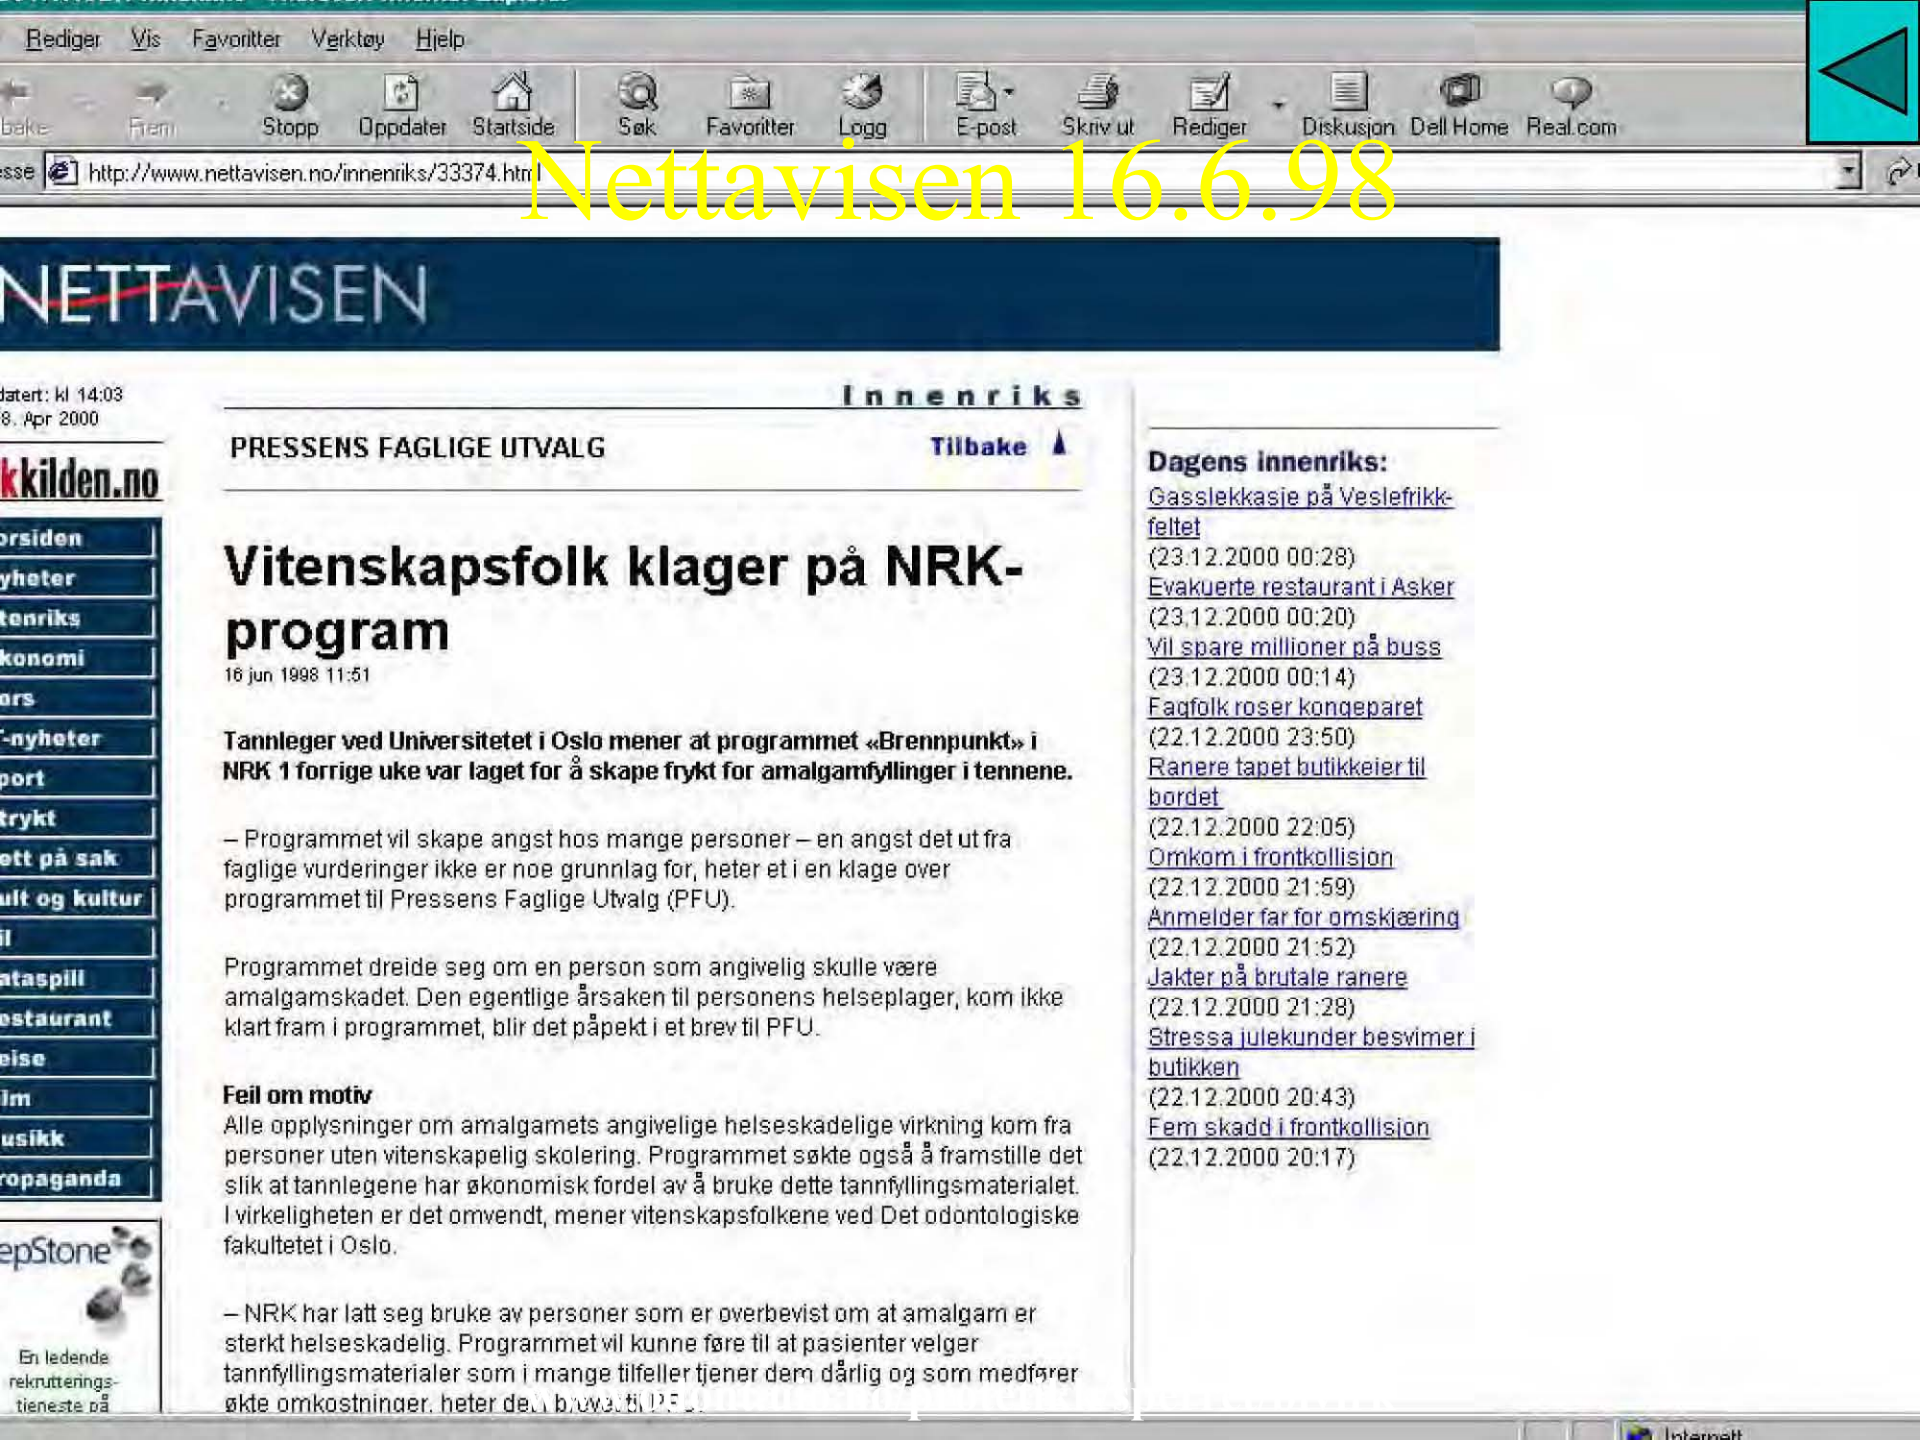 Rediger Vis Favoritter Verktøy Hjelp
Frem Stopp Oppdater Startside Søk Favoritter Logg E-post Skriv ut Rediger Diskusjon Dell Home Real.com
http://www.nettavisen.no/innenriks/33374.html
Nettavisen 16.6.98
NETTAVISEN
datert: kl 14:03
8. Apr 2000
kkilden.no
orsiden
yheter
tenriks
konomi
ørs
T-nyheter
port
trykt
ett på sak
ult og kultur
il
ataspill
estaurant
eise
ilm
usikk
ropaganda
epStone
En ledende
rekrutterings-
tjeneste på
Innenriks
PRESSENS FAGLIGE UTVALG
Tilbake
Vitenskapsfolk klager på NRK-
program
16 jun 1998 11:51
Tannleger ved Universitetet i Oslo mener at programmet «Brennpunkt» i
NRK 1 forrige uke var laget for å skape frykt for amalgamfyllinger i tennene.
– Programmet vil skape angst hos mange personer – en angst det ut fra
faglige vurderinger ikke er noe grunnlag for, heter et i en klage over
programmet til Pressens Faglige Utvalg (PFU).
Programmet dreide seg om en person som angivelig skulle være
amalgamskadet. Den egentlige årsaken til personens helseplager, kom ikke
klart fram i programmet, blir det påpekt i et brev til PFU.
Feil om motiv
Alle opplysninger om amalgamets angivelige helseskadelige virkning kom fra
personer uten vitenskapelig skolering. Programmet søkte også å framstille det
slik at tannlegene har økonomisk fordel av å bruke dette tannfyllingsmaterialet.
I virkeligheten er det omvendt, mener vitenskapsfolkene ved Det odontologiske
fakultetet i Oslo.
– NRK har latt seg bruke av personer som er overbevist om at amalgam er
sterkt helseskadelig. Programmet vil kunne føre til at pasienter velger
tannfyllingsmaterialer som i mange tilfeller tjener dem dårlig og som medfører
økte omkostninger, heter
Dagens innenriks:
Gasslekkasje på Veslefrikk-
feltet
(23.12.2000 00:28)
Evakuerte restaurant i Asker
(23.12.2000 00:20)
Vil spare millioner på buss
(23.12.2000 00:14)
Fagfolk roser kongeparet
(22.12.2000 23:50)
Ranere tapet butikkeier til
bordet
(22.12.2000 22:05)
Omkom i frontkollisjon
(22.12.2000 21:59)
Anmelder far for omskjæring
(22.12.2000 21:52)
Jakter på brutale ranere
(22.12.2000 21:28)
Stressa julekunder besvimer i
butikken
(22.12.2000 20:43)
Fem skadd i frontkollisjon
(22.12.2000 20:17)
Internett